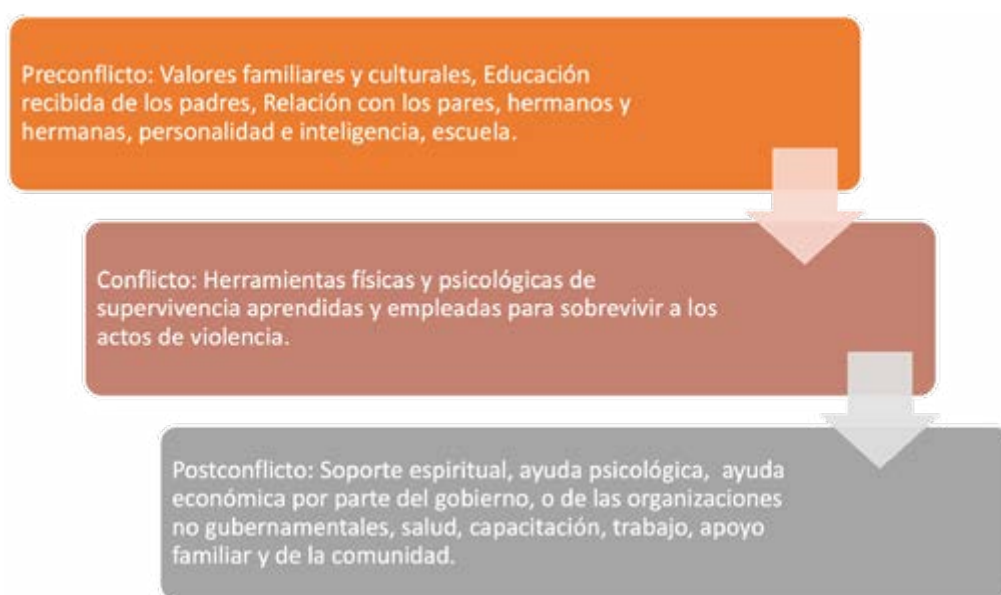 Preconflicto: Valores familiares y culturales, Educación
recibida de los padres, Relación con los pares, hermanos y
hermanas, personalidad e inteligencia, escuela.
Conflicto: Herramientas físicas y psicológicas de
supervivencia aprendidas y empleadas para sobrevivir a los
actos de violencia.
Postconflicto: Soporte espiritual, ayuda psicológica, ayuda
económica por parte del gobierno, o de las organizaciones
no gubernamentales, salud, capacitación, trabajo, apoyo
familiar y de la comunidad.